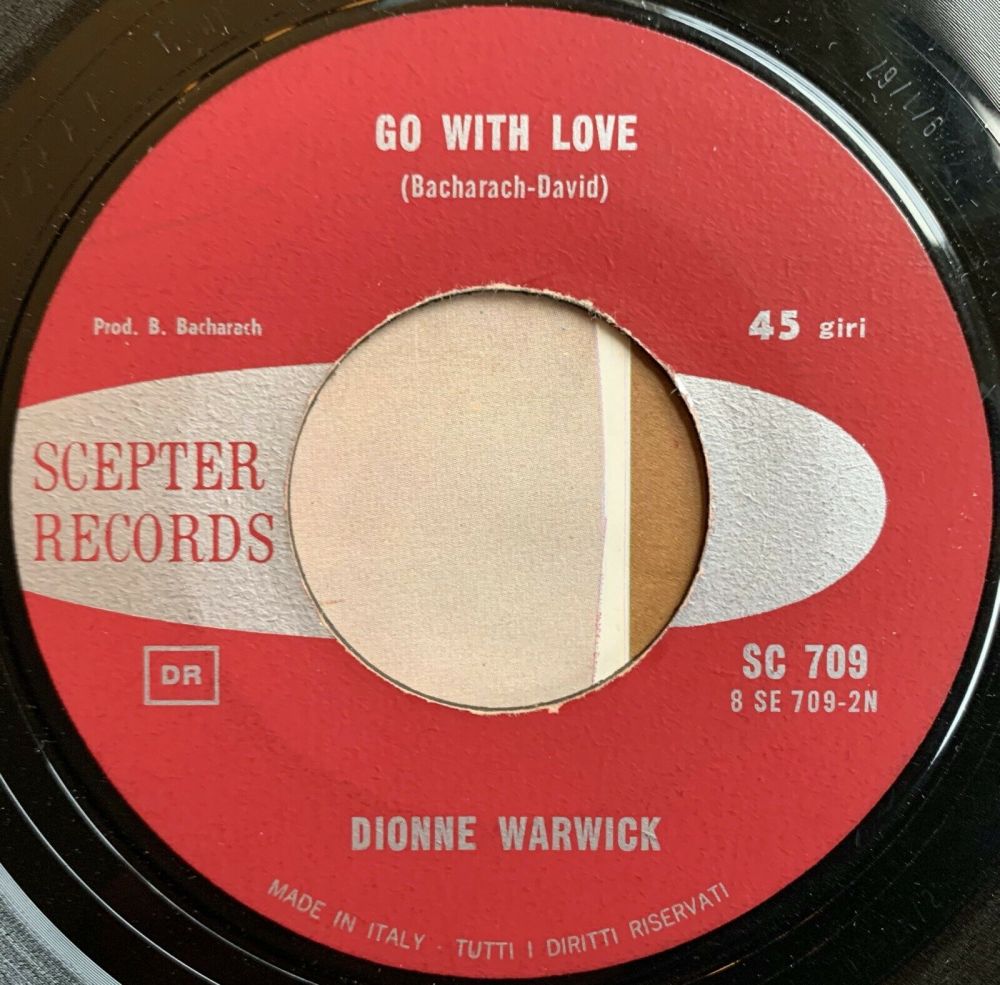 GO WITH LOVE
(Bacharach-David)
Prod. B. Bacharach
45 giri
SCEPTER
RECORDS
DR
SC 709
8 SE 709-2N
DIONNE WARWICK
MADE IN ITALY - TUTTI I DIRITTI RISERVATI